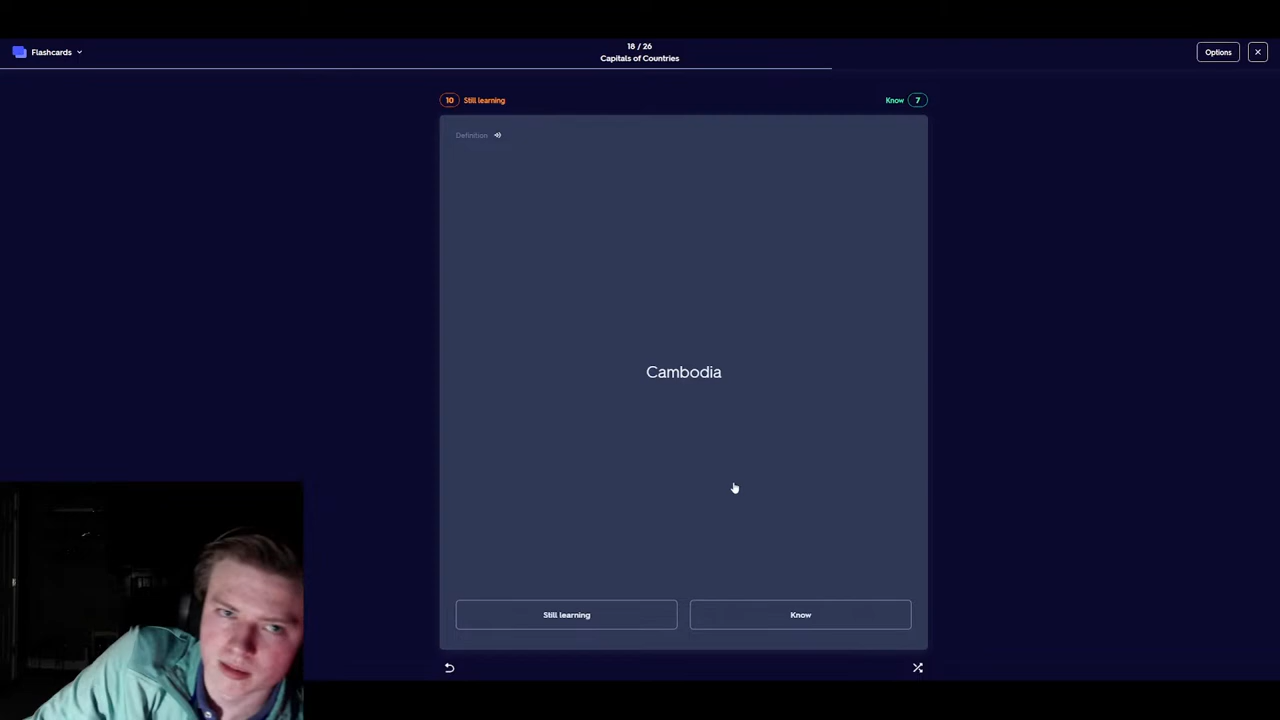 Flashcards
18 / 26
Capitals of Countries
Options
10 Still learning
Know 7
Definition
Cambodia
Still learning
Know